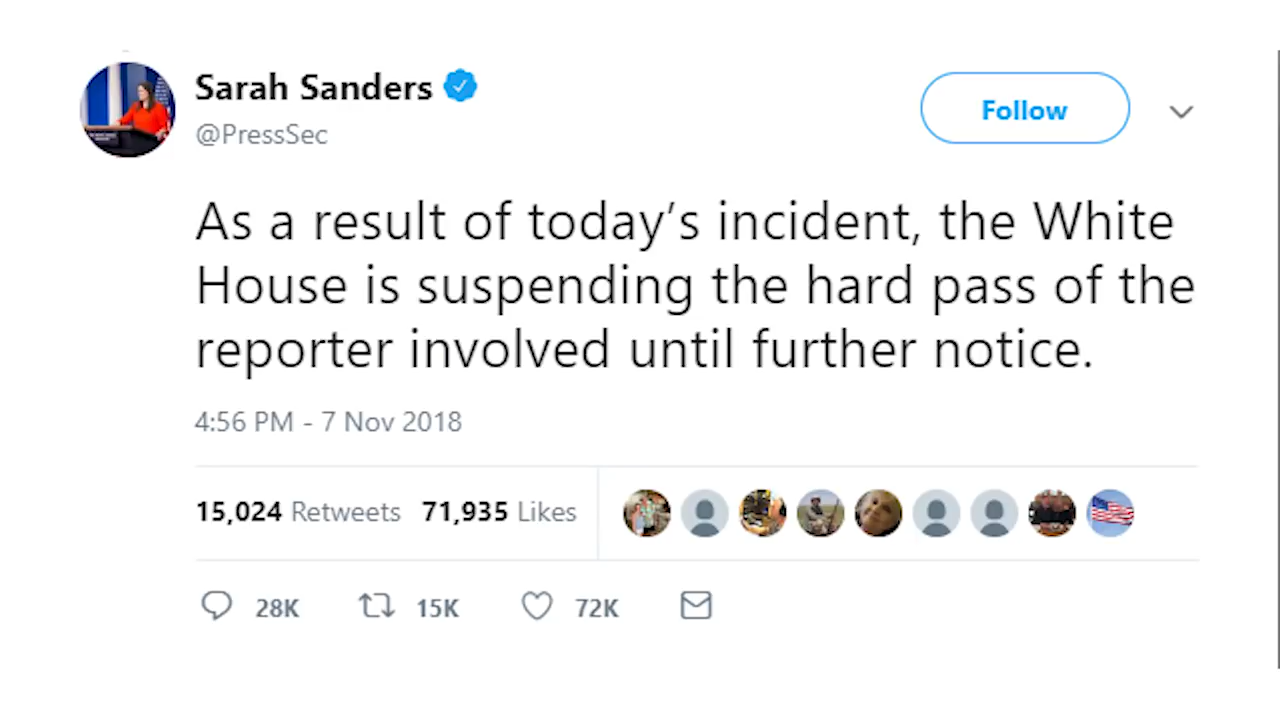 Sarah Sanders
@PressSec
Follow
As a result of today’s incident, the White
House is suspending the hard pass of the
reporter involved until further notice.
4:56 PM - 7 Nov 2018
15,024 Retweets 71,935 Likes
28K 15K 72K